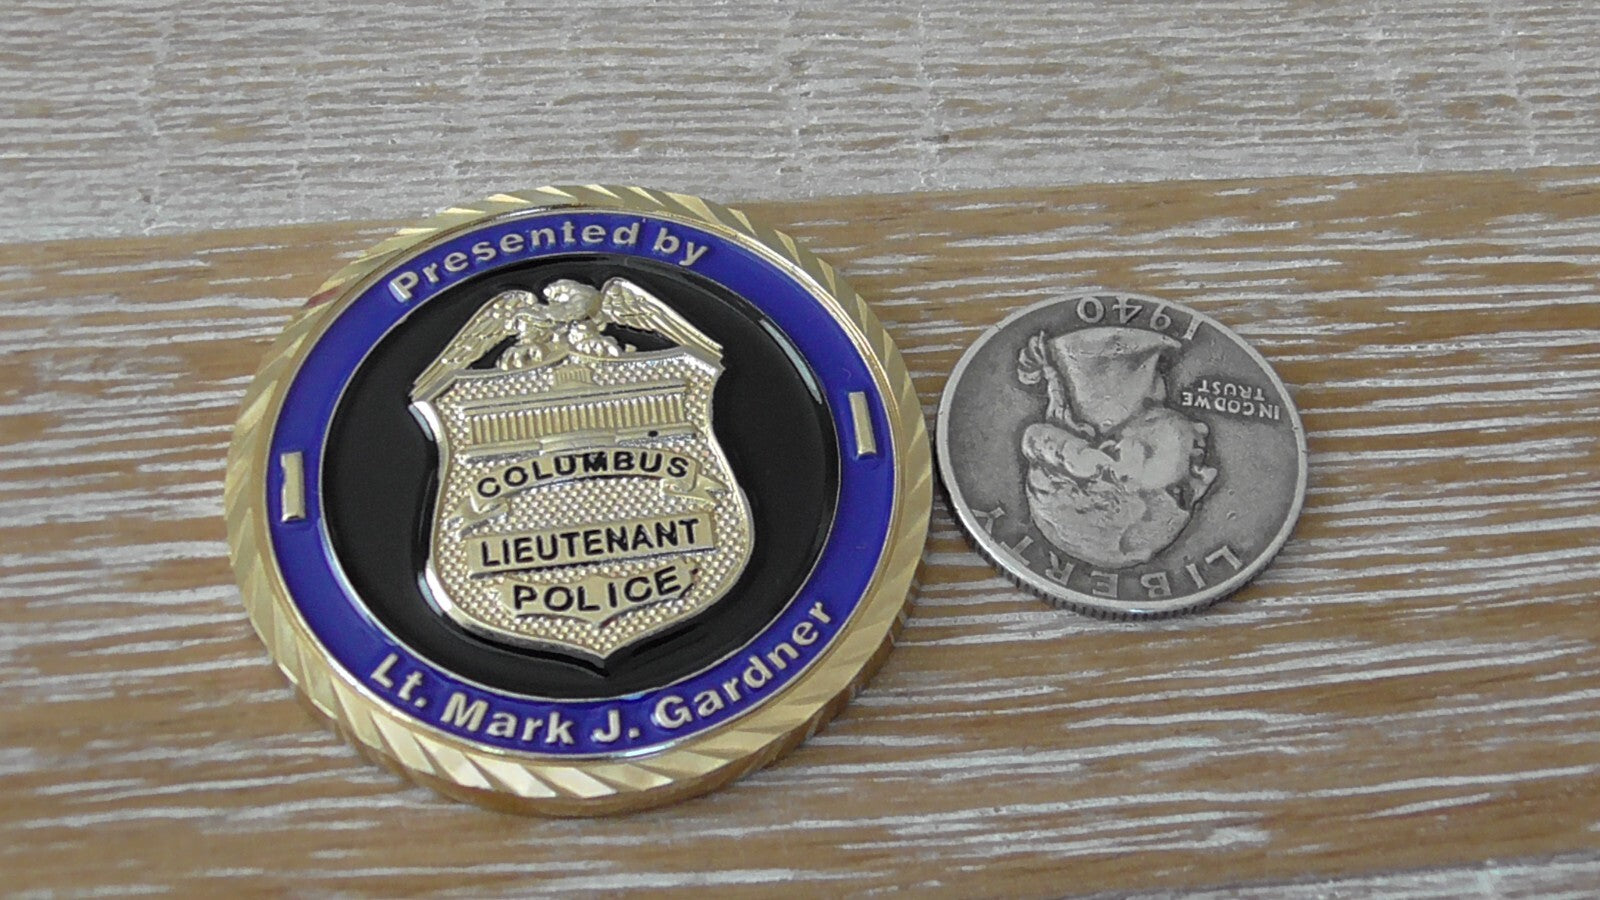 Presented by
COLUMBUS
LIEUTENANT
POLICE
Lt. Mark J. Gardner
LIBERTY
IN GOD WE
TRUST
1940